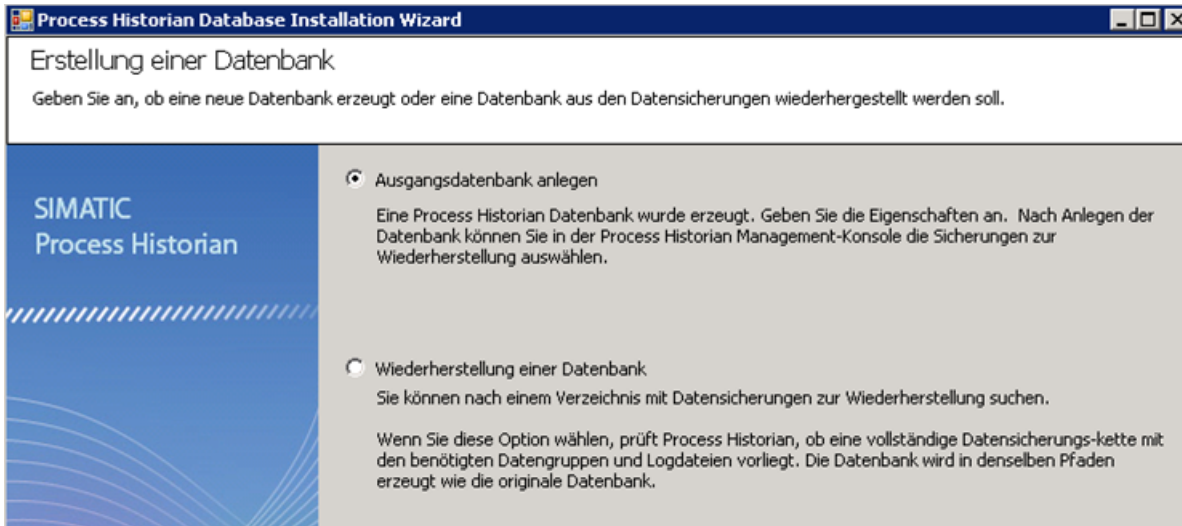 Process Historian Database Installation Wizard
Erstellung einer Datenbank
Geben Sie an, ob eine neue Datenbank erzeugt oder eine Datenbank aus den Datensicherungen wiederhergestellt werden soll.
SIMATIC
Process Historian
Ausgangsdatenbank anlegen
Eine Process Historian Datenbank wurde erzeugt. Geben Sie die Eigenschaften an. Nach Anlegen der
Datenbank können Sie in der Process Historian Management-Konsole die Sicherungen zur
Wiederherstellung auswählen.
Wiederherstellung einer Datenbank
Sie können nach einem Verzeichnis mit Datensicherungen zur Wiederherstellung suchen.
Wenn Sie diese Option wählen, prüft Process Historian, ob eine vollständige Datensicherungs-kette mit
den benötigten Datengruppen und Logdateien vorliegt. Die Datenbank wird in denselben Pfaden
erzeugt wie die originale Datenbank.